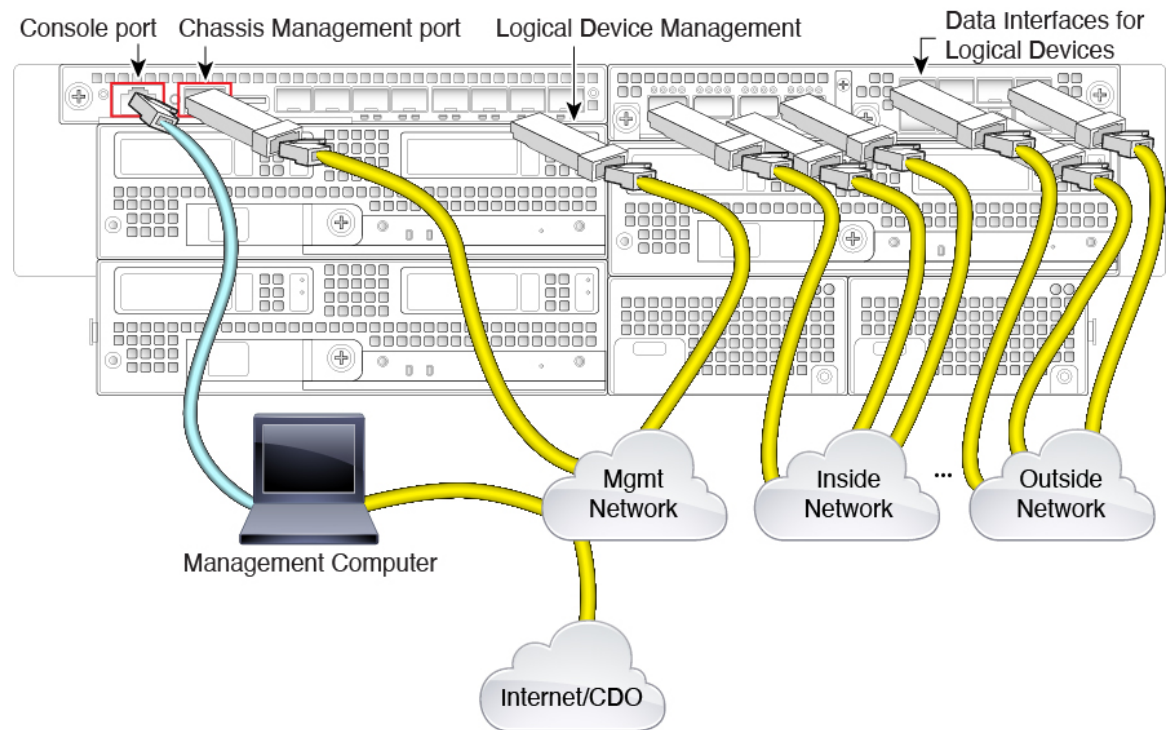 Console port
Chassis Management port
Logical Device Management
Data Interfaces for
Logical Devices
Mgmt
Network
Inside
Network
...
Outside
Network
Management Computer
Internet/CDO